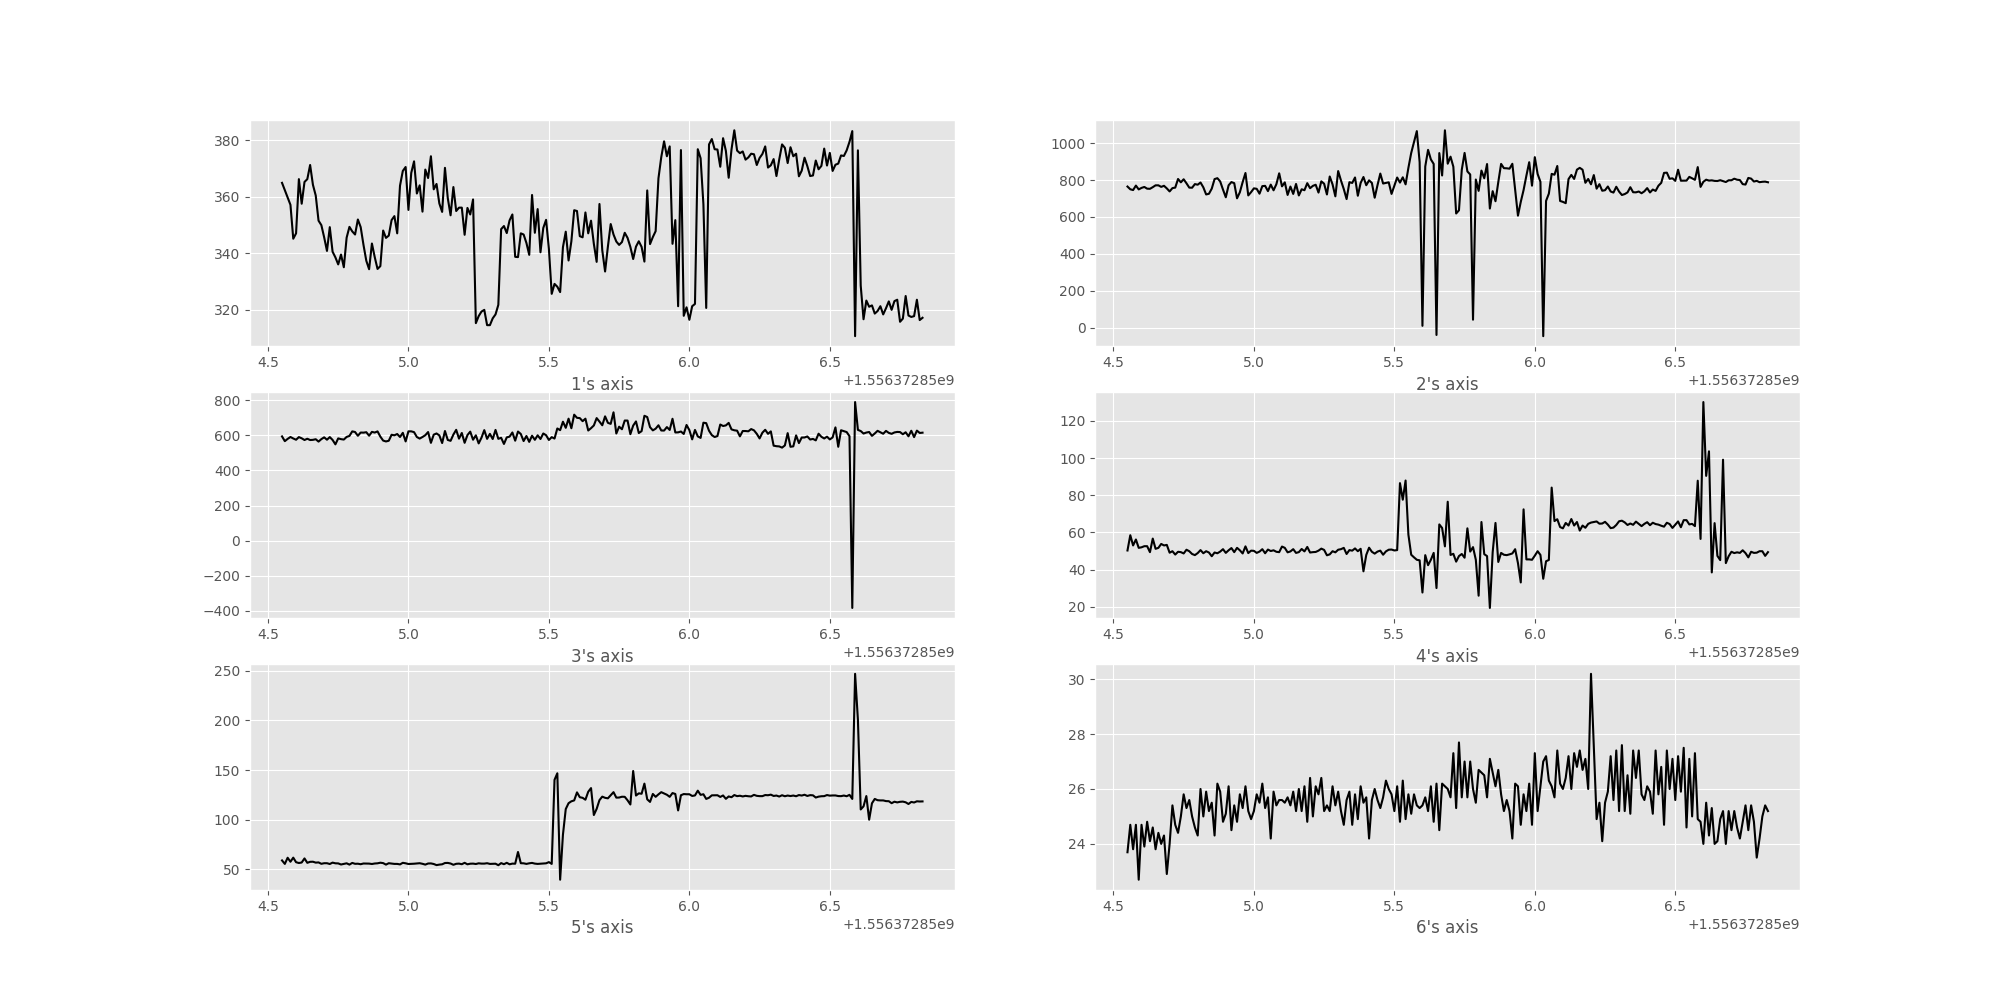 380
360
340
320
4.5 5.0 5.5 6.0 6.5
1's axis +1.55637285e9
1000
800
600
400
200
0
4.5 5.0 5.5 6.0 6.5
2's axis +1.55637285e9
800
600
400
200
0
−200
−400
4.5 5.0 5.5 6.0 6.5
3's axis +1.55637285e9
120
100
80
60
40
20
4.5 5.0 5.5 6.0 6.5
4's axis +1.55637285e9
250
200
150
100
50
4.5 5.0 5.5 6.0 6.5
5's axis +1.55637285e9
30
28
26
24
4.5 5.0 5.5 6.0 6.5
6's axis +1.55637285e9